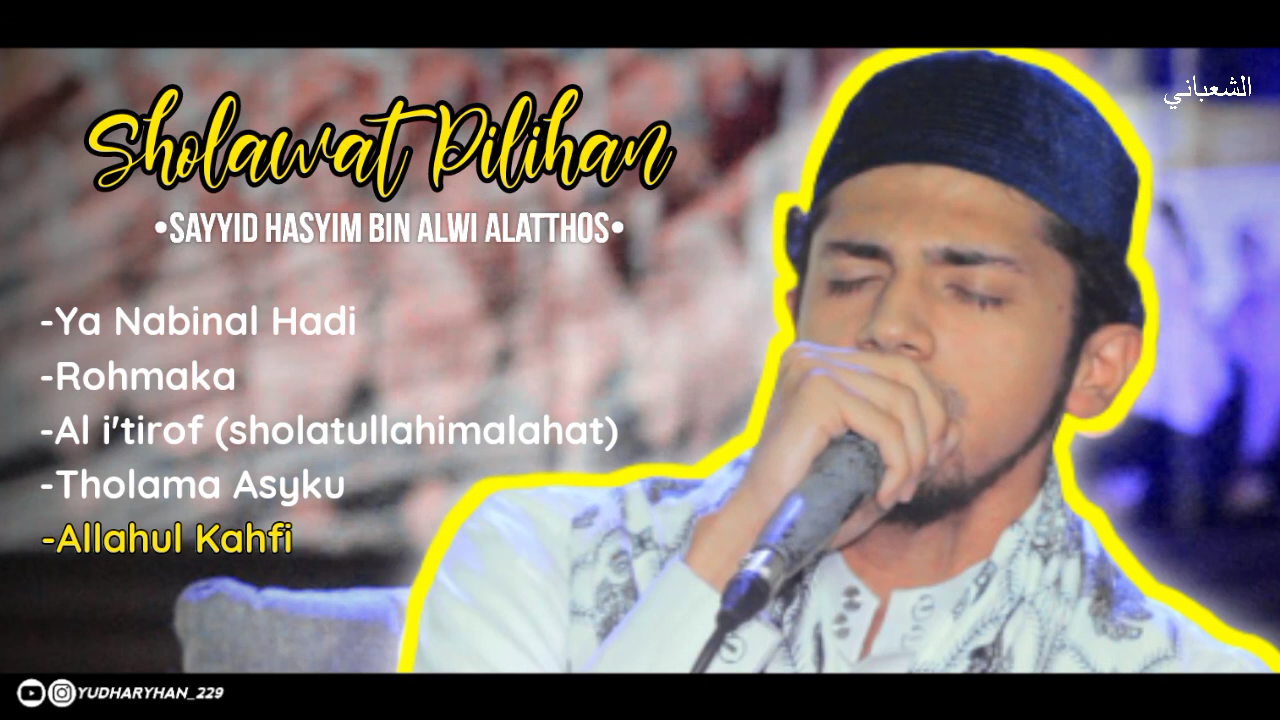 الشعباني
Sholawat Pilihan
•SAYYID HASYIM BIN ALWI ALATTHOS•
-Ya Nabinal Hadi
-Rohmaka
-Al i'tirof (sholatullahimalahat)
-Tholama Asyku
-Allahul Kahfi
YUDHARYHAN_229